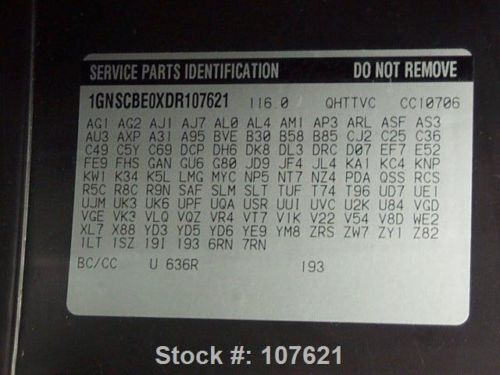 SERVICE PARTS IDENTIFICATION DO NOT REMOVE
1GNSCBE0XDR107621 116.0 QHTTVC CC10706
AG1 AG2 AJ1 AJ7 AL0 AL4 AM1 AP3 ARL ASF AS3
AU3 AXP A31 A95 BVE B30 B58 B85 CJ2 C25 C36
C49 C5Y C69 DCP DH6 DK8 DL3 DRC D07 EF7 E52
FE9 FHS GAN GU6 G80 JD9 JF4 JL4 KA1 KC4 KNP
KW1 K34 K5L LMG MYC NP5 NT7 NZ4 PDA QSS RCS
R5C R8C R9N SAF SLM SLT TUF T74 T96 UD7 UE1
UJM UK3 UK6 UPF UQA USR UUI UVC U2K U84 VGD
VGE VK3 VLQ VQZ VR4 VT7 V1K V22 V54 V8D WE2
XL7 X88 YD3 YD5 YD6 YE9 YM8 ZRS ZW7 ZY1 Z82
1LT 1SZ 19I 193 6RN 7RN
BC/CC U 636R 193
Stock #: 107621